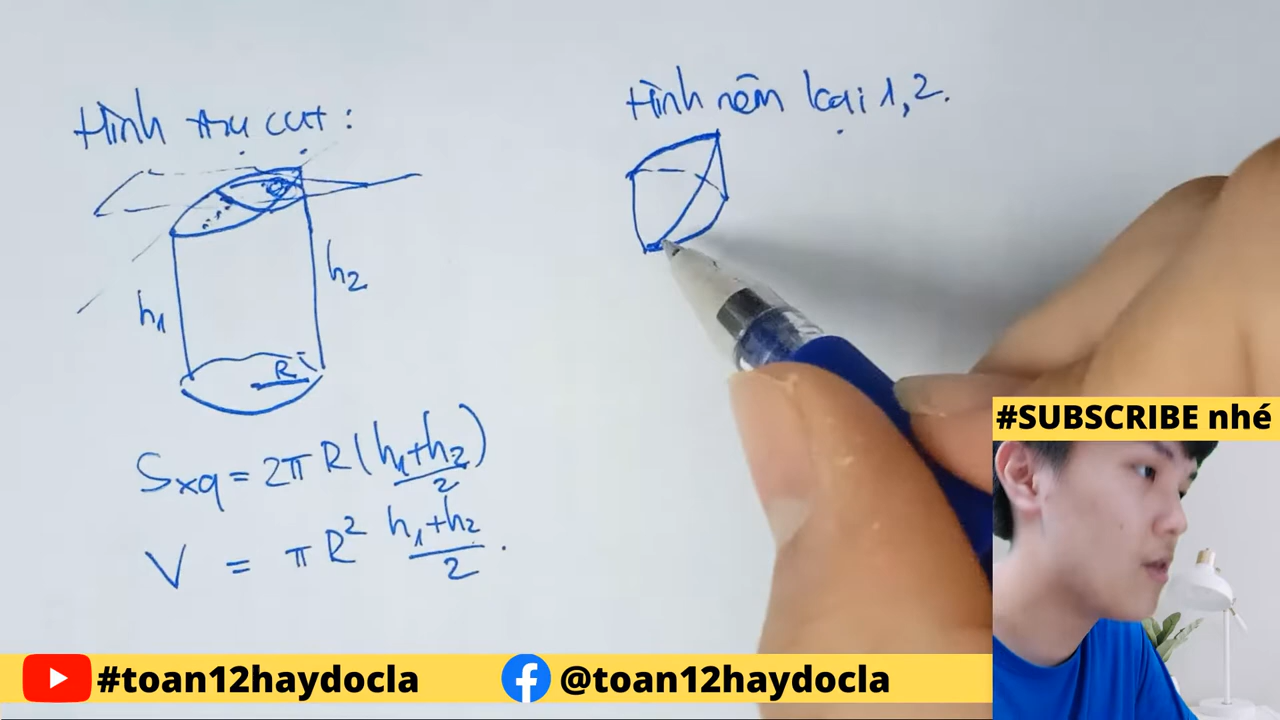 Hình trụ cụt:
h1
h2
R
Sxq = 2πR(h1+h2/2)
V = πR² h1+h2/2.
Hình nêm loại 1,2.
#SUBSCRIBE nhé
#toan12haydocla
@toan12haydocla